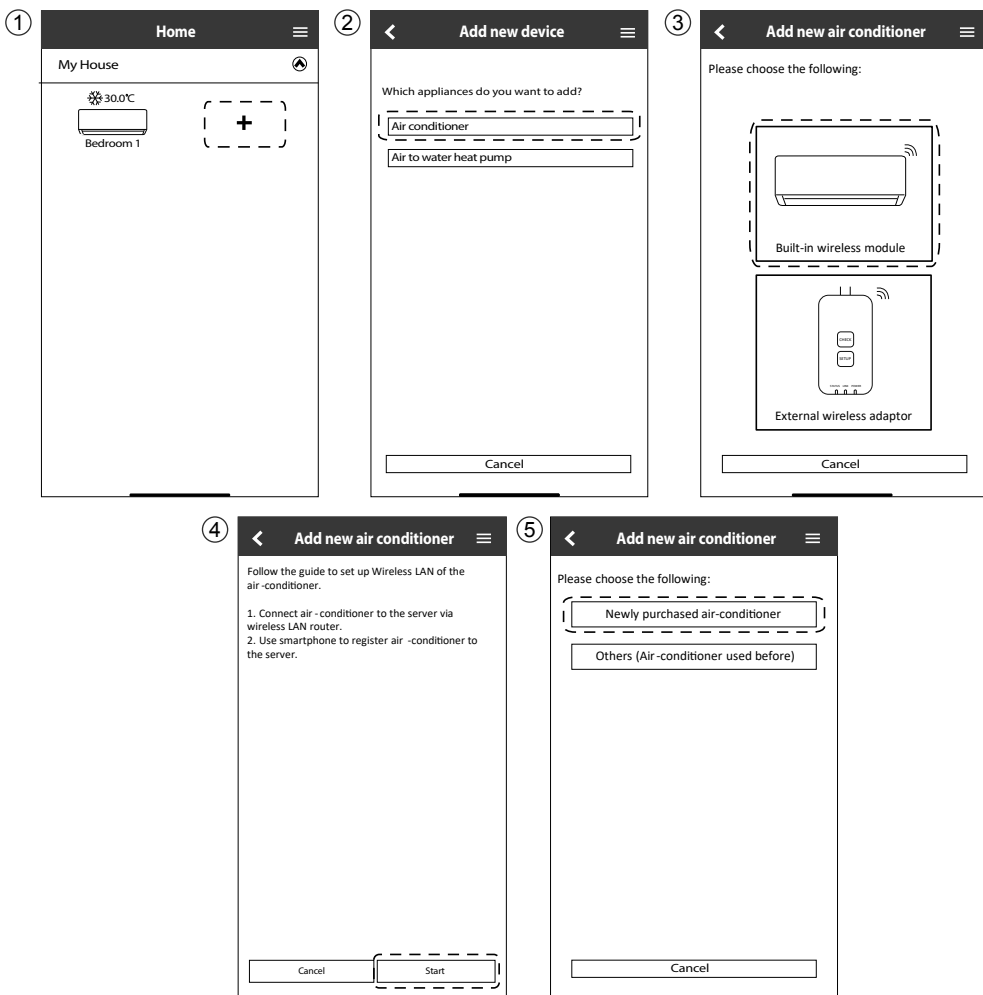 ①
Home
My House
30.0℃
+
Bedroom 1
②
Add new device
Which appliances do you want to add?
Air conditioner
Air to water heat pump
Cancel
③
Add new air conditioner
Please choose the following:
Built-in wireless module
CHECK
SETUP
External wireless adaptor
Cancel
④
Add new air conditioner
Follow the guide to set up Wireless LAN of the
air -conditioner.
1. Connect air - conditioner to the server via
wireless LAN router.
2. Use smartphone to register air -conditioner to
the server.
Cancel
Start
⑤
Add new air conditioner
Please choose the following:
Newly purchased air-conditioner
Others (Air-conditioner used before)
Cancel